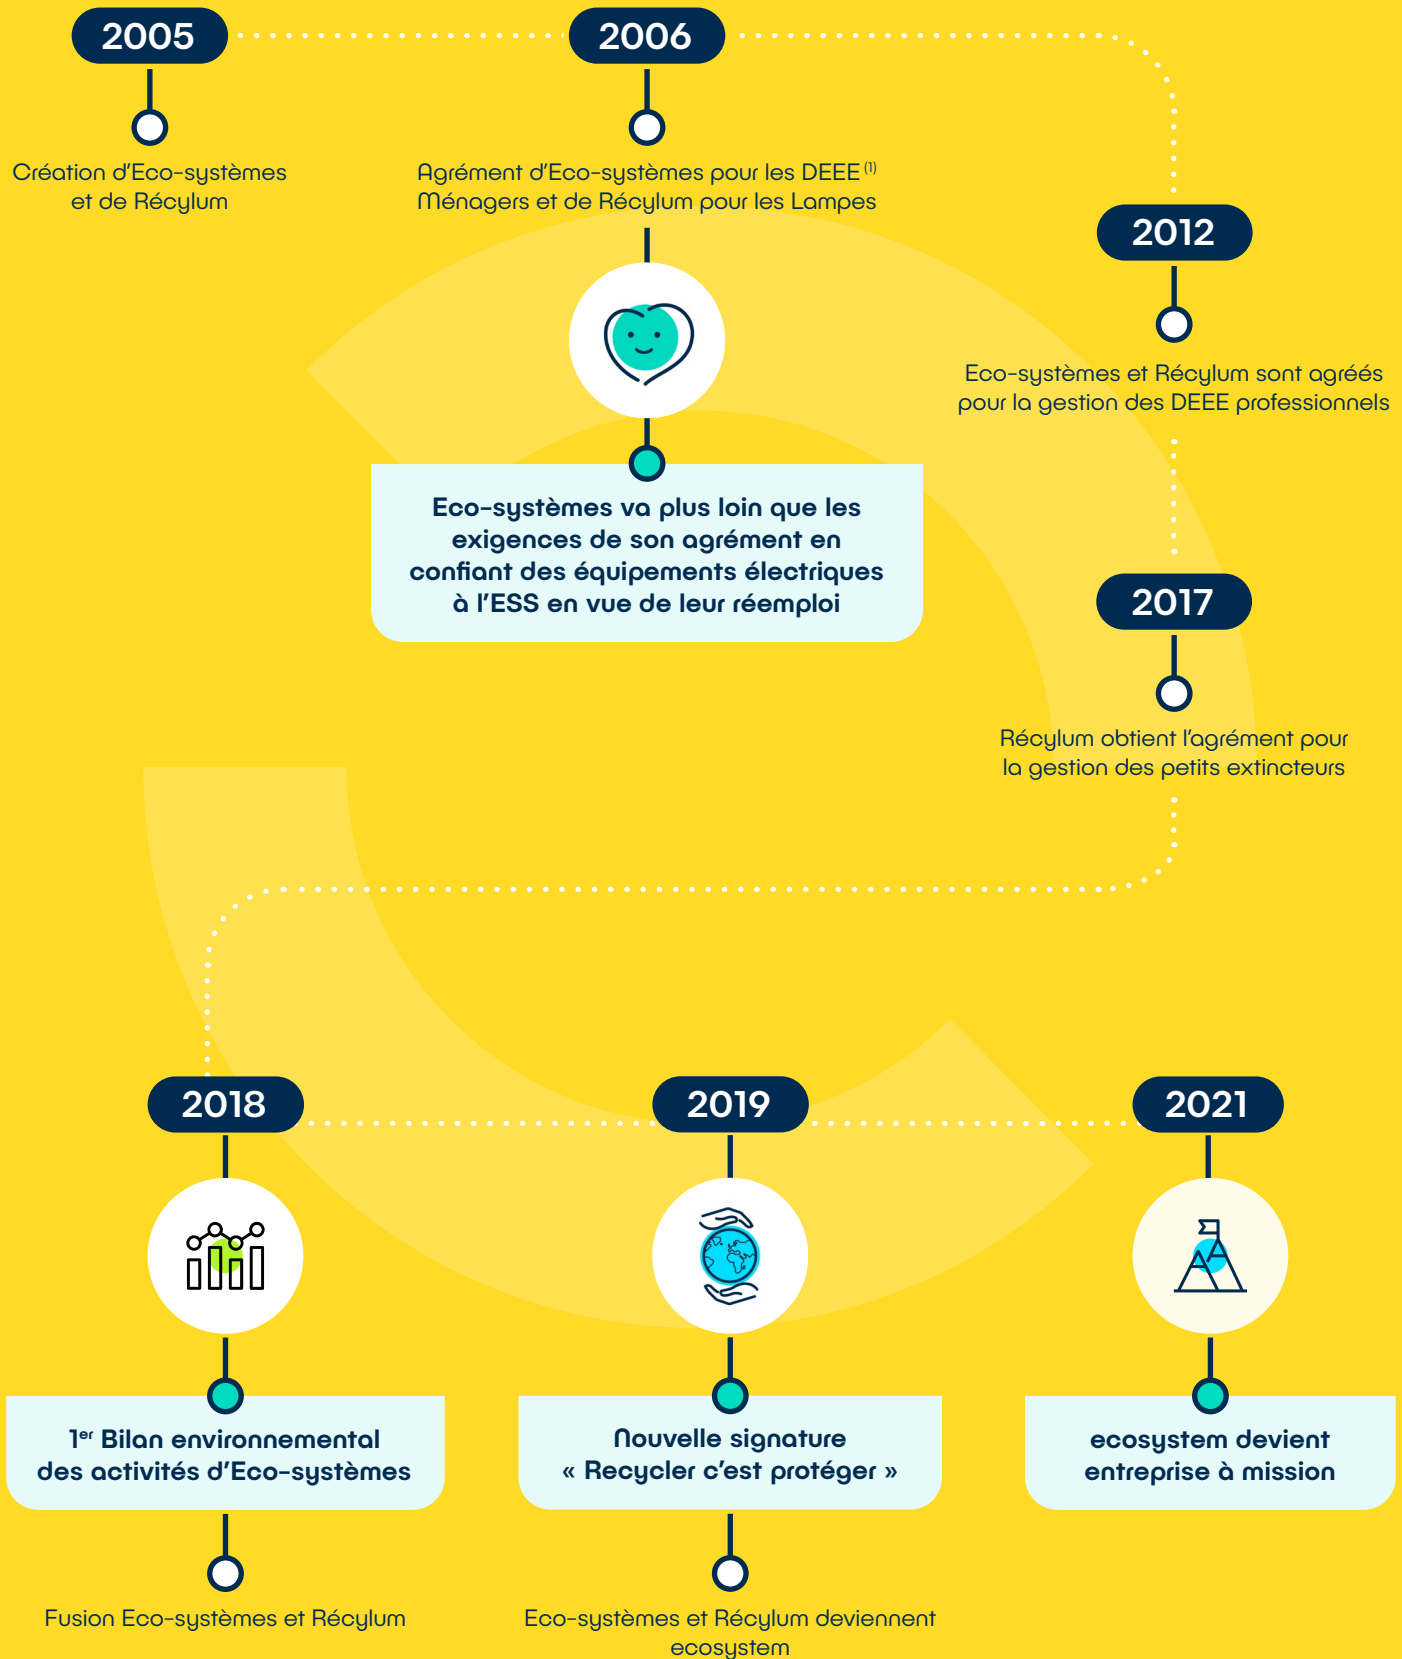 2005
Création d'Eco-systèmes
et de Récylum
2006
Agrément d'Eco-systèmes pour les DEEE (1)
Ménagers et de Récylum pour les Lampes
Eco-systèmes va plus loin que les
exigences de son agrément en
confiant des équipements électriques
à l'ESS en vue de leur réemploi
2012
Eco-systèmes et Récylum sont agréés
pour la gestion des DEEE professionnels
2017
Récylum obtient l'agrément pour
la gestion des petits extincteurs
2018
1er Bilan environnemental
des activités d'Eco-systèmes
Fusion Eco-systèmes et Récylum
2019
Nouvelle signature
« Recycler c'est protéger »
Eco-systèmes et Récylum deviennent
ecosystem
2021
ecosystem devient
entreprise à mission